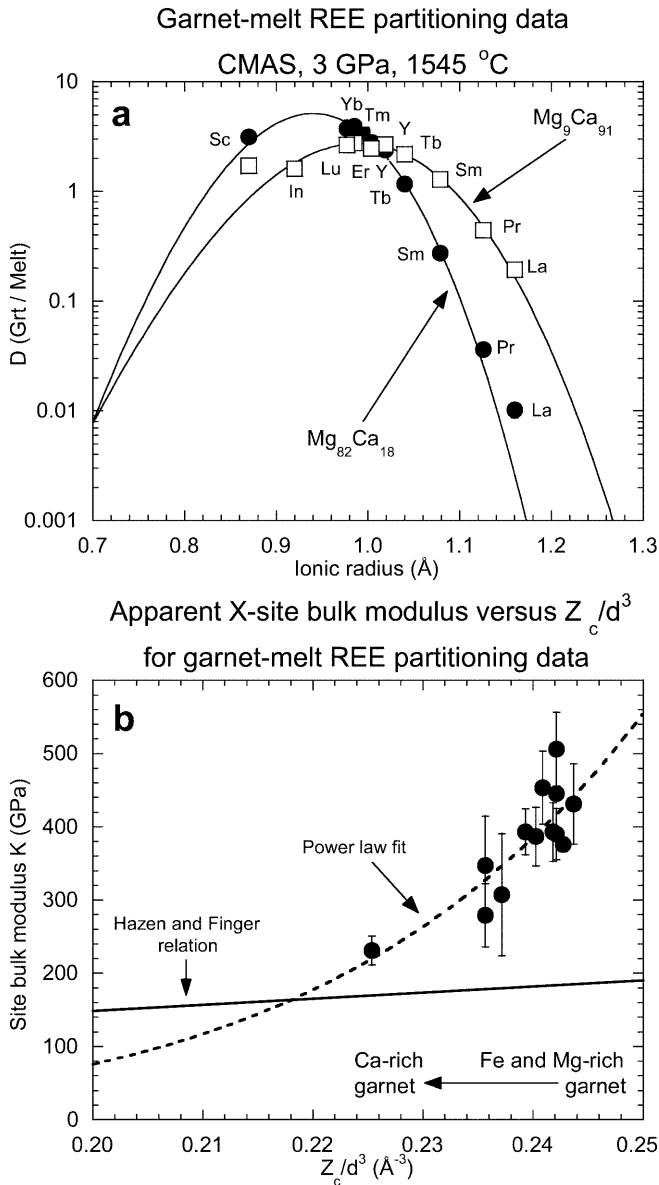 Garnet-melt REE partitioning data
CMAS, 3 GPa, 1545 °C
a
10
1
0.1
0.01
0.001
D (Grt / Melt)
Sc
Yb
Tm
Y
Tb
Mg₉Ca₉₁
Sm
In
Lu
Er
Y
Tb
Pr
Sm
La
Pr
La
Mg₈₂Ca₁₈
0.7 0.8 0.9 1.0 1.1 1.2 1.3
Ionic radius (Å)
Apparent X-site bulk modulus versus Z꜀/d³
for garnet-melt REE partitioning data
b
600
500
400
300
200
100
0
Site bulk modulus K (GPa)
Power law fit
Hazen and Finger
relation
Ca-rich
garnet
Fe and Mg-rich
garnet
0.20 0.21 0.22 0.23 0.24 0.25
Z꜀/d³ (Å⁻³)